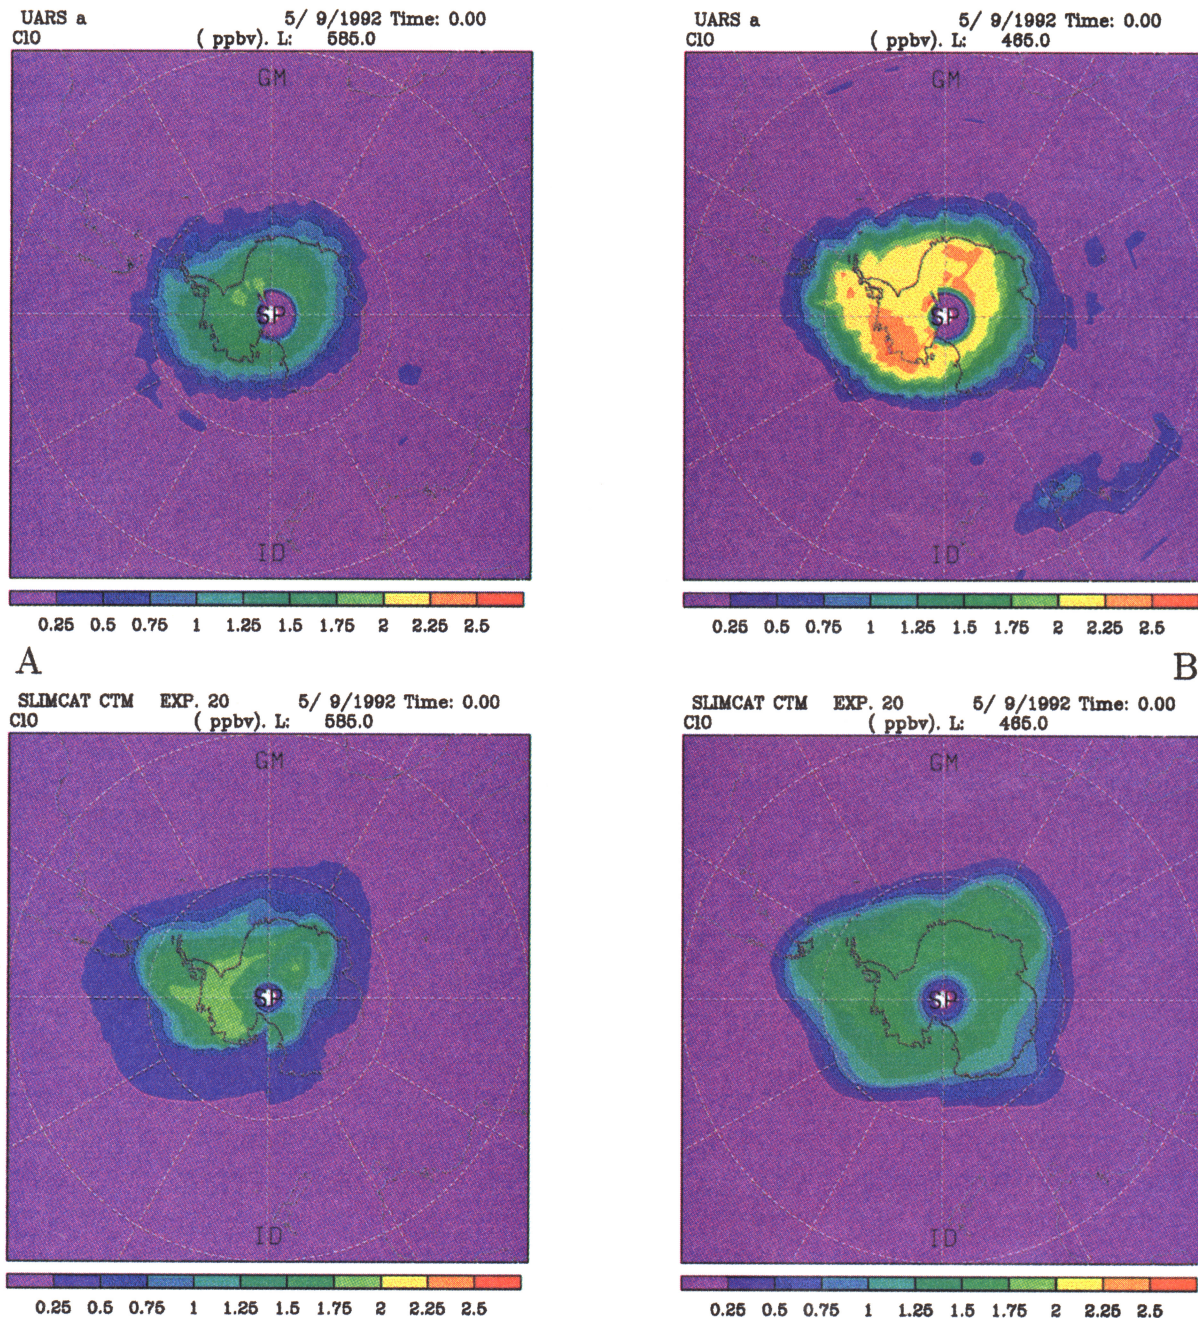 UARS a 5/ 9/1992 Time: 0.00
ClO ( ppbv). L: 585.0
GM
SP
ID
0.25 0.5 0.75 1 1.25 1.5 1.75 2 2.25 2.5
A
UARS a 5/ 9/1992 Time: 0.00
ClO ( ppbv). L: 465.0
GM
SP
ID
0.25 0.5 0.75 1 1.25 1.5 1.75 2 2.25 2.5
B
SLIMCAT CTM EXP. 20 5/ 9/1992 Time: 0.00
ClO ( ppbv). L: 585.0
GM
SP
ID
0.25 0.5 0.75 1 1.25 1.5 1.75 2 2.25 2.5
SLIMCAT CTM EXP. 20 5/ 9/1992 Time: 0.00
ClO ( ppbv). L: 465.0
GM
SP
ID
0.25 0.5 0.75 1 1.25 1.5 1.75 2 2.25 2.5